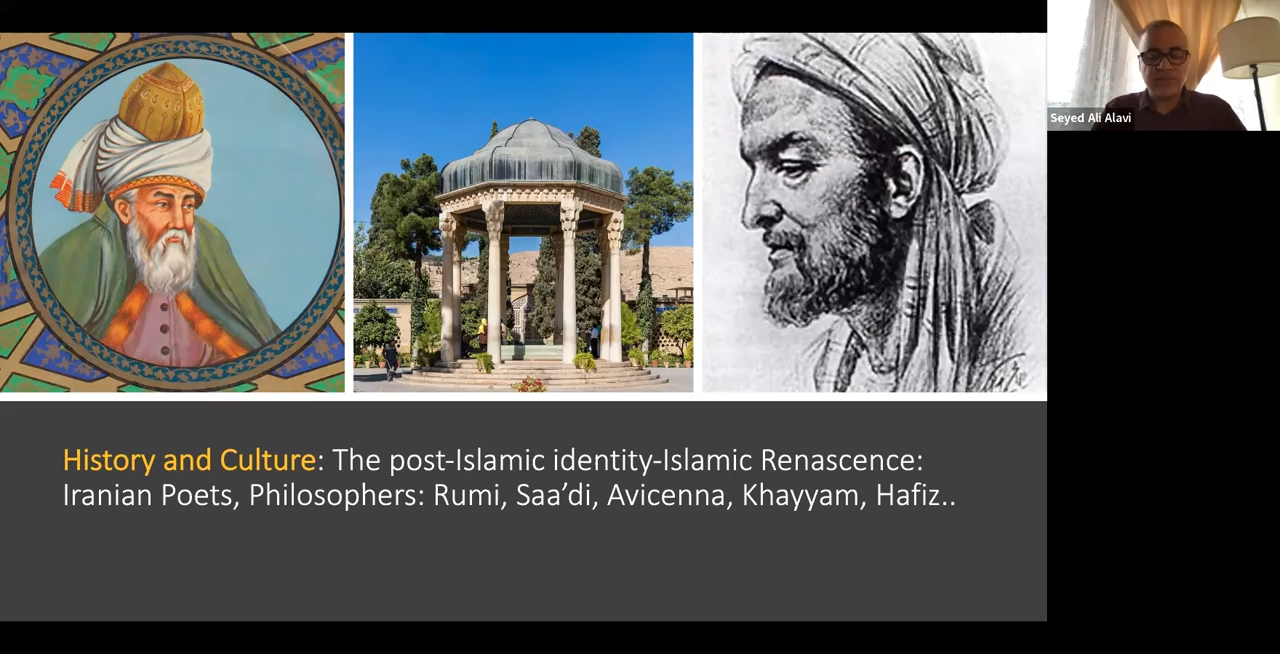 Seyed Ali Alavi
History and Culture: The post-Islamic identity-Islamic Renascence:
Iranian Poets, Philosophers: Rumi, Saa’di, Avicenna, Khayyam, Hafiz..